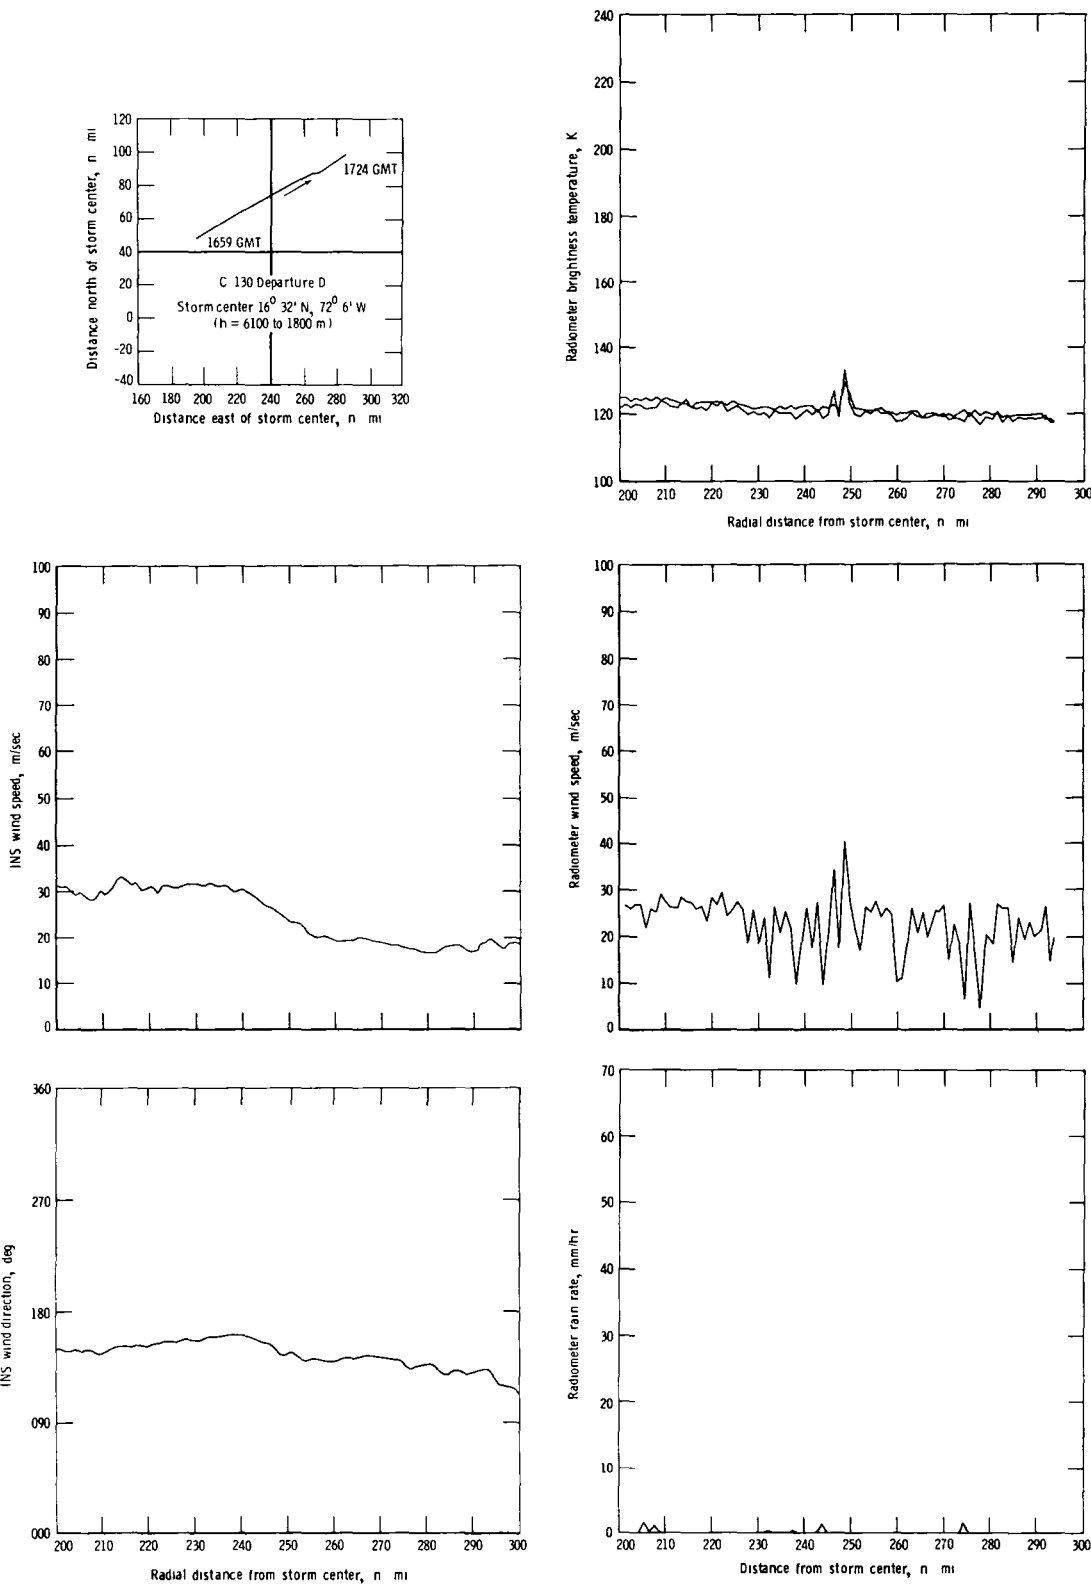 120
100
80
60
40
20
0
-20
-40
Distance north of storm center, n mi
1724 GMT
1659 GMT
C 130 Departure D
Storm center 16° 32' N, 72° 6' W
(h = 6100 to 1800 m)
160 180 200 220 240 260 280 300 320
Distance east of storm center, n mi
240
220
200
180
160
140
120
100
Radiometer brightness temperature, K
200 210 220 230 240 250 260 270 280 290 300
Radial distance from storm center, n mi
100
90
80
70
60
50
40
30
20
10
0
INS wind speed, m/sec
100
90
80
70
60
50
40
30
20
10
0
Radiometer wind speed, m/sec
360
270
180
090
000
INS wind direction, deg
200 210 220 230 240 250 260 270 280 290 300
Radial distance from storm center, n mi
70
60
50
40
30
20
10
0
Radiometer rain rate, mm/hr
200 210 220 230 240 250 260 270 280 290 300
Distance from storm center, n mi